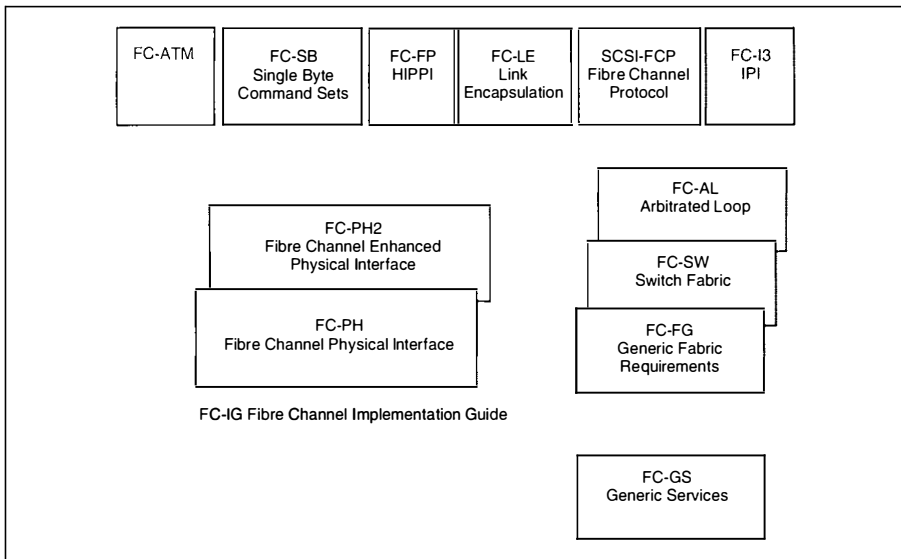 FC-ATM
FC-SB
Single Byte
Command Sets
FC-FP
HIPPI
FC-LE
Link
Encapsulation
SCSI-FCP
Fibre Channel
Protocol
FC-I3
IPI
FC-PH2
Fibre Channel Enhanced
Physical Interface
FC-PH
Fibre Channel Physical Interface
FC-IG Fibre Channel Implementation Guide
FC-AL
Arbitrated Loop
FC-SW
Switch Fabric
FC-FG
Generic Fabric
Requirements
FC-GS
Generic Services